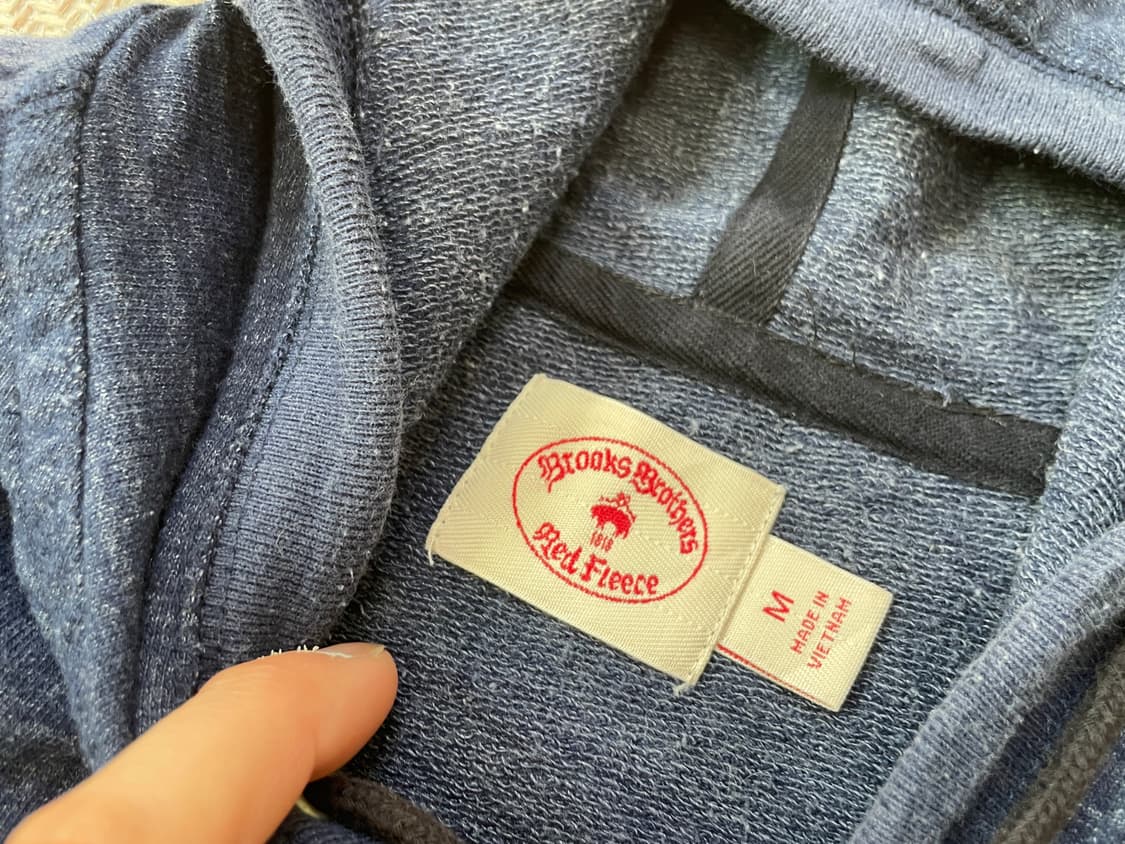 Brooks Brothers
1818
Red Fleece
M
MADE IN
VIETNAM